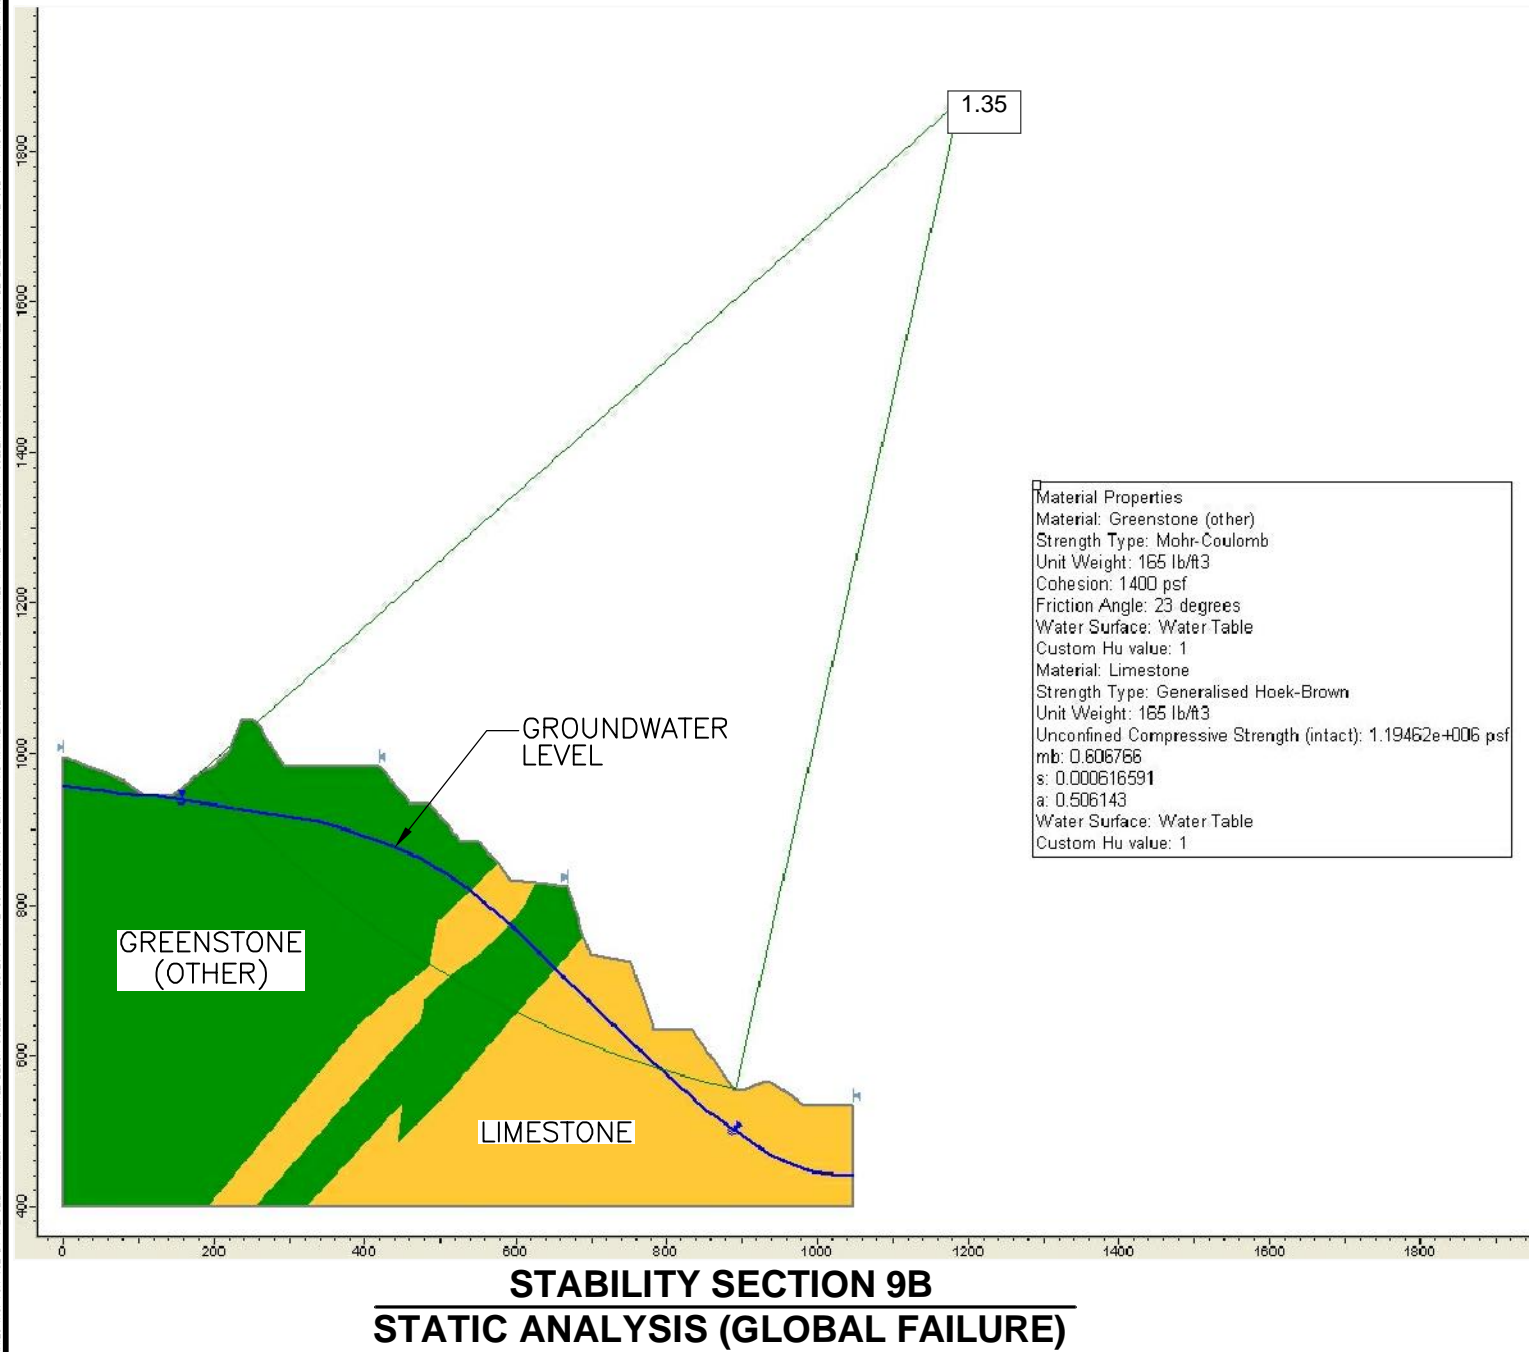 1.35
1800
1600
1400
1200
1000
800
600
400
Material Properties
Material: Greenstone (other)
Strength Type: Mohr-Coulomb
Unit Weight: 165 lb/ft3
Cohesion: 1400 psf
Friction Angle: 23 degrees
Water Surface: Water Table
Custom Hu value: 1
Material: Limestone
Strength Type: Generalised Hoek-Brown
Unit Weight: 165 lb/ft3
Unconfined Compressive Strength (intact): 1.19462e+006 psf
mb: 0.606766
s: 0.000616591
a: 0.506143
Water Surface: Water Table
Custom Hu value: 1
GROUNDWATER
LEVEL
GREENSTONE
(OTHER)
LIMESTONE
0 200 400 600 800 1000 1200 1400 1600 1800
STABILITY SECTION 9B
STATIC ANALYSIS (GLOBAL FAILURE)